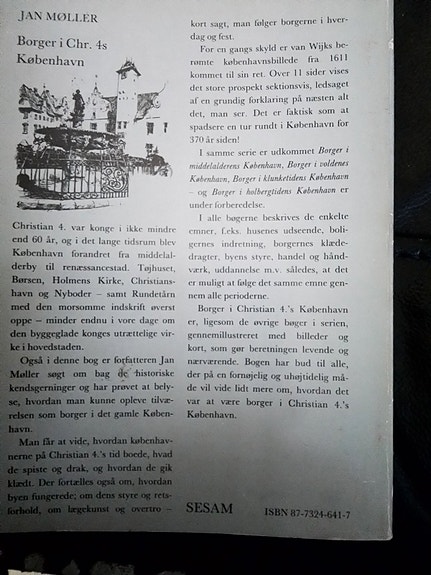 JAN MØLLER
Borger i Chr. 4s
København
Christian 4. var konge i ikke mindre
end 60 år, og i det lange tidsrum blev
København forandret fra middelal-
derby til renæssancestad. Tøjhuset,
Børsen, Holmens Kirke, Christians-
havn og Nyboder – samt Rundetårn
med den morsomme indskrift øverst
oppe – minder endnu i vore dage om
den byggeglade konges utrættelige vir-
ke i hovedstaden.
Også i denne bog er forfatteren Jan
Møller søgt om bag de historiske
kendsgerninger og har prøvet at bely-
se, hvordan man kunne opleve tilvæ-
relsen som borger i det gamle Køben-
havn.
Man får at vide, hvordan københav-
nerne på Christian 4.'s tid boede, hvad
de spiste og drak, og hvordan de gik
klædt. Der fortælles også om, hvordan
byen fungerede; om dens styre og rets-
forhold, om lægekunst og overtro –
kort sagt, man følger borgerne i hver-
dag og fest.
For en gangs skyld er van Wijks be-
rømte københavnsbillede fra 1611
kommet til sin ret. Over 11 sider vises
det store prospekt sektionsvis, ledsaget
af en grundig forklaring på næsten alt
det, man ser. Det er faktisk som at
spadsere en tur rundt i København for
370 år siden!
I samme serie er udkommet Borger i
middelalderens København, Borger i voldenes
København, Borger i klunketidens København
– og Borger i holbergtidens København er
under forberedelse.
I alle bøgerne beskrives de enkelte
emner, f.eks. husenes udseende, boli-
gernes indretning, borgernes klæde-
dragter, byens styre, handel og hånd-
værk, uddannelse m.v. således, at det
er muligt at følge det samme emne gen-
nem alle perioderne.
Borger i Christian 4.'s København
er, ligesom de øvrige bøger i serien,
gennemillustreret med billeder og
kort, som gør beretningen levende og
nærværende. Bogen har bud til alle,
der på en fornøjelig og uhøjtidelig må-
de vil vide lidt mere om, hvordan det
var at være borger i Christian 4.'s
København.
SESAM
ISBN 87-7324-641-7